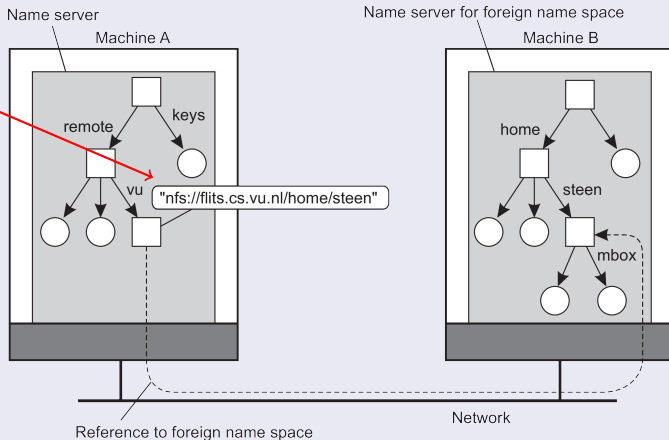 Name server
Name server for foreign name space
Machine A
Machine B
remote
keys
home
vu
steen
"nfs://flits.cs.vu.nl/home/steen"
mbox
Network
Reference to foreign name space